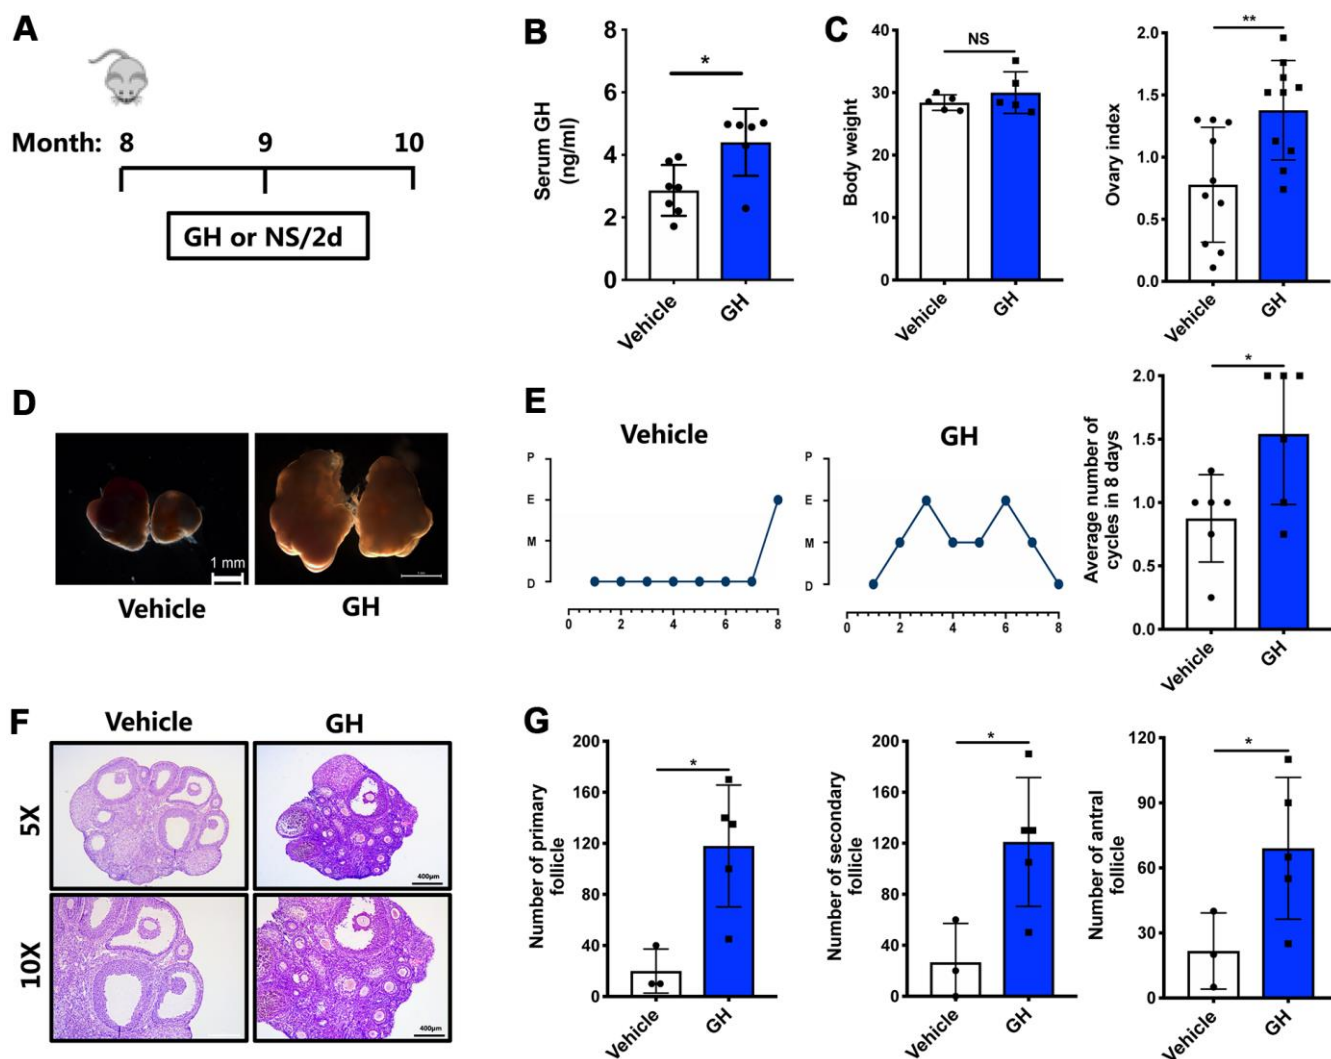 A
Month: 8 9 10
GH or NS/2d
B
Serum GH
(ng/ml)
8
6
4
2
0
*
Vehicle
GH
C
Body weight
40
30
20
10
0
NS
Vehicle
GH
Ovary index
2.0
1.5
1.0
0.5
0.0
**
Vehicle
GH
D
1 mm
Vehicle
GH
E
Vehicle
P
E
M
D
0 2 4 6 8
GH
P
E
M
D
0 2 4 6 8
Average number of
cycles in 8 days
2.0
1.5
1.0
0.5
0.0
*
Vehicle
GH
F
Vehicle
GH
5X
400µm
10X
400µm
G
Number of primary
follicle
200
160
120
80
40
0
*
Vehicle
GH
Number of secondary
follicle
200
160
120
80
40
0
*
Vehicle
GH
Number of antral
follicle
120
90
60
30
0
*
Vehicle
GH